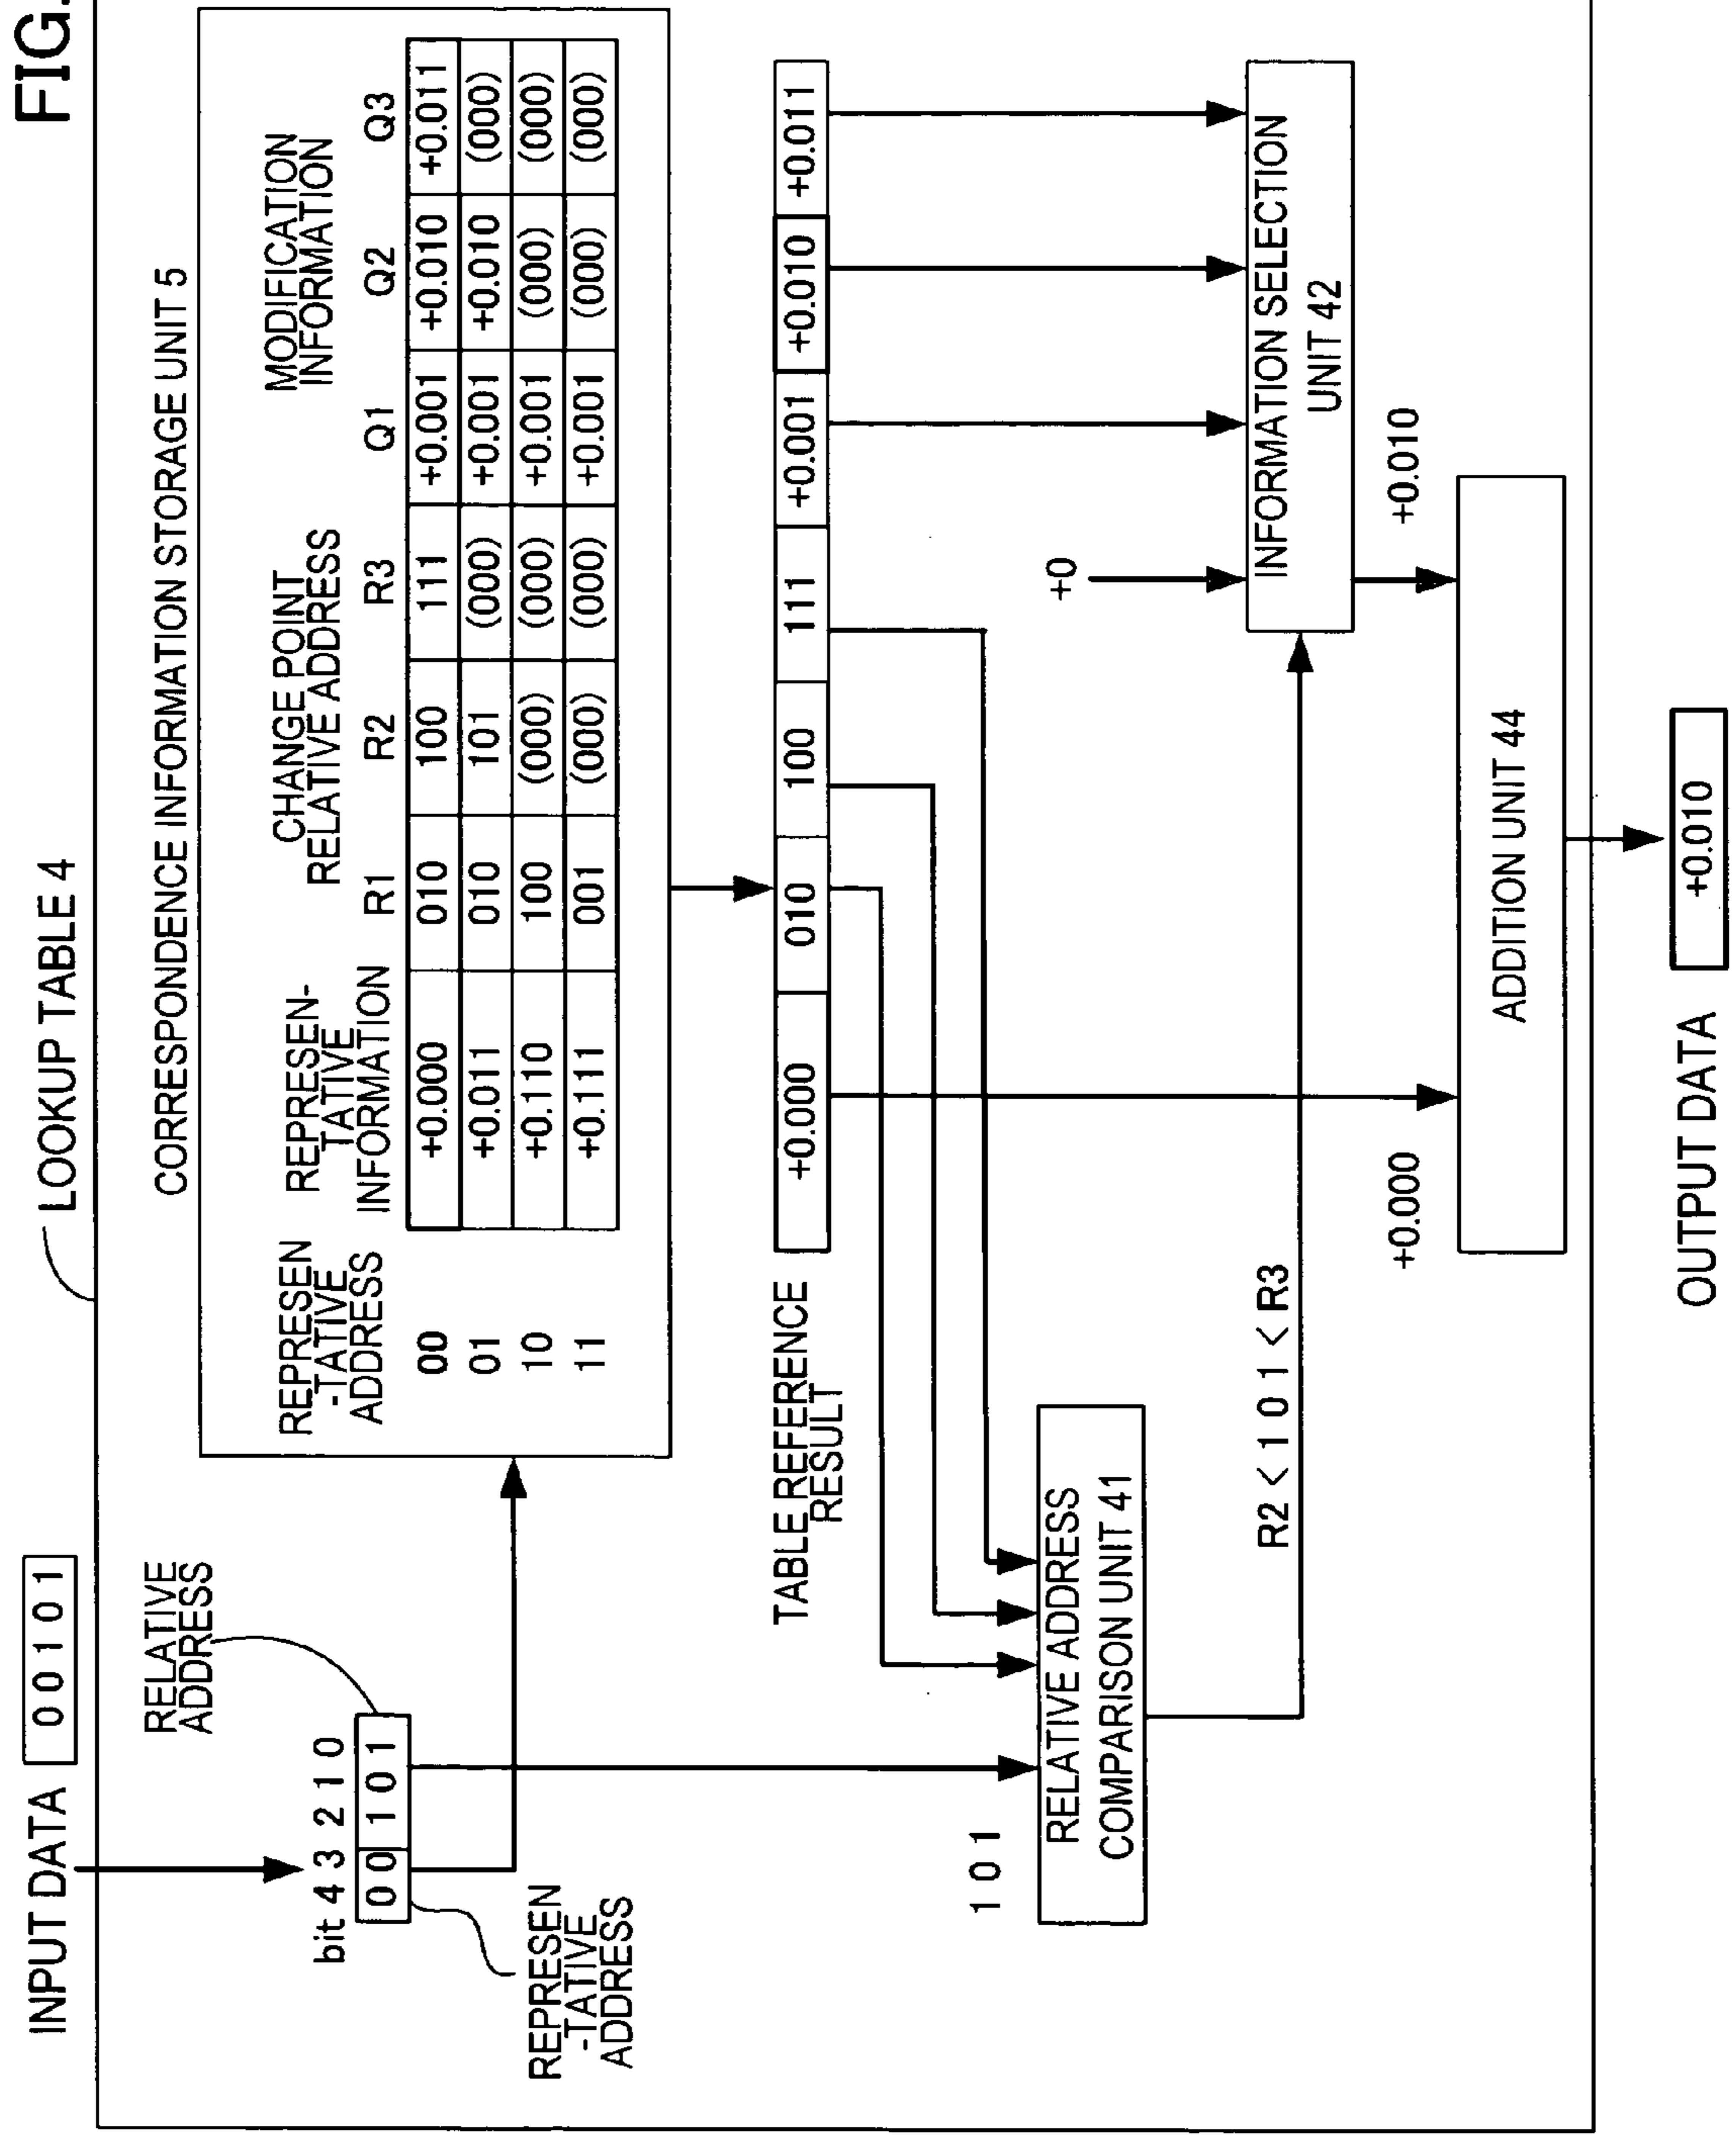 FIG.
LOOKUP TABLE 4
INPUT DATA 00101
bit 4 3 2 1 0
00 101
RELATIVE
ADDRESS
REPRESEN
-TATIVE
ADDRESS
CORRESPONDENCE INFORMATION STORAGE UNIT 5
REPRESEN
-TATIVE
ADDRESS
REPRESEN-
TATIVE
INFORMATION
CHANGE POINT
RELATIVE ADDRESS
MODIFICATION
INFORMATION
R1 R2 R3 Q1 Q2 Q3
00 +0.000 010 100 111 +0.001 +0.010 +0.011
01 +0.011 010 101 (000) +0.001 +0.010 (000)
10 +0.110 100 (000) (000) +0.001 (000) (000)
11 +0.111 001 (000) (000) +0.001 (000) (000)
TABLE REFERENCE
RESULT
+0.000 010 100 111 +0.001 +0.010 +0.011
1 0 1
RELATIVE ADDRESS
COMPARISON UNIT 41
+0
INFORMATION SELECTION
UNIT 42
R2 < 1 0 1 < R3
+0.000
+0.010
ADDITION UNIT 44
OUTPUT DATA +0.010